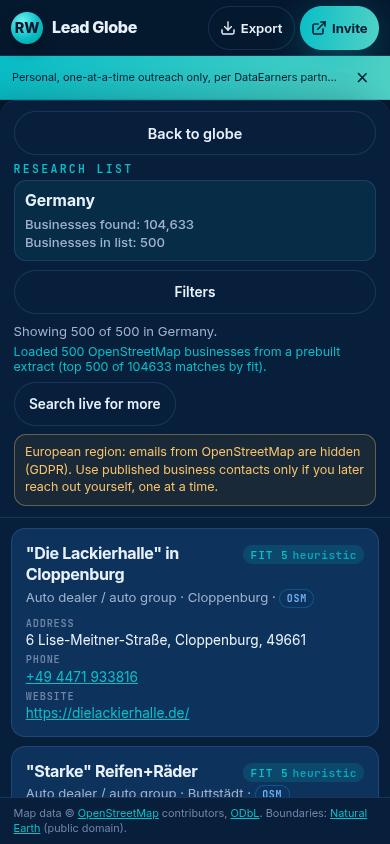 RW Lead Globe Export Invite
Personal, one-at-a-time outreach only, per DataEarners partn...
Back to globe
RESEARCH LIST
Germany
Businesses found: 104,633
Businesses in list: 500
Filters
Showing 500 of 500 in Germany.
Loaded 500 OpenStreetMap businesses from a prebuilt
extract (top 500 of 104633 matches by fit).
Search live for more
European region: emails from OpenStreetMap are hidden
(GDPR). Use published business contacts only if you later
reach out yourself, one at a time.
"Die Lackierhalle" in FIT 5 heuristic
Cloppenburg
Auto dealer / auto group · Cloppenburg · OSM
ADDRESS
6 Lise-Meitner-Straße, Cloppenburg, 49661
PHONE
+49 4471 933816
WEBSITE
https://dielackierhalle.de/
"Starke" Reifen+Räder FIT 5 heuristic
Auto dealer / auto group · Buttstädt · OSM
Map data © OpenStreetMap contributors, ODbL. Boundaries: Natural
Earth (public domain).